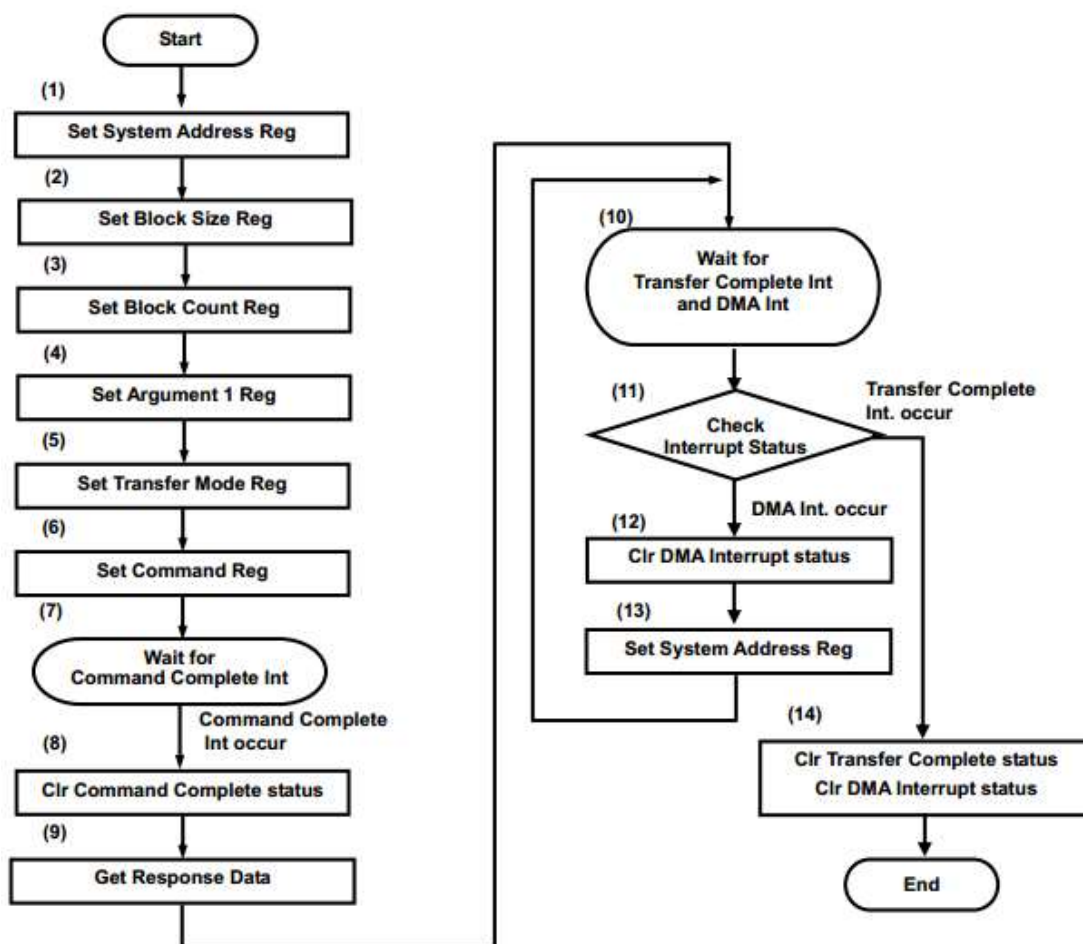 Start
(1)
Set System Address Reg
(2)
Set Block Size Reg
(3)
Set Block Count Reg
(4)
Set Argument 1 Reg
(5)
Set Transfer Mode Reg
(6)
Set Command Reg
(7)
Wait for
Command Complete Int
Command Complete
Int occur
(8)
Clr Command Complete status
(9)
Get Response Data
(10)
Wait for
Transfer Complete Int
and DMA Int
(11)
Check
Interrupt Status
Transfer Complete
Int. occur
DMA Int. occur
(12)
Clr DMA Interrupt status
(13)
Set System Address Reg
(14)
Clr Transfer Complete status
Clr DMA Interrupt status
End